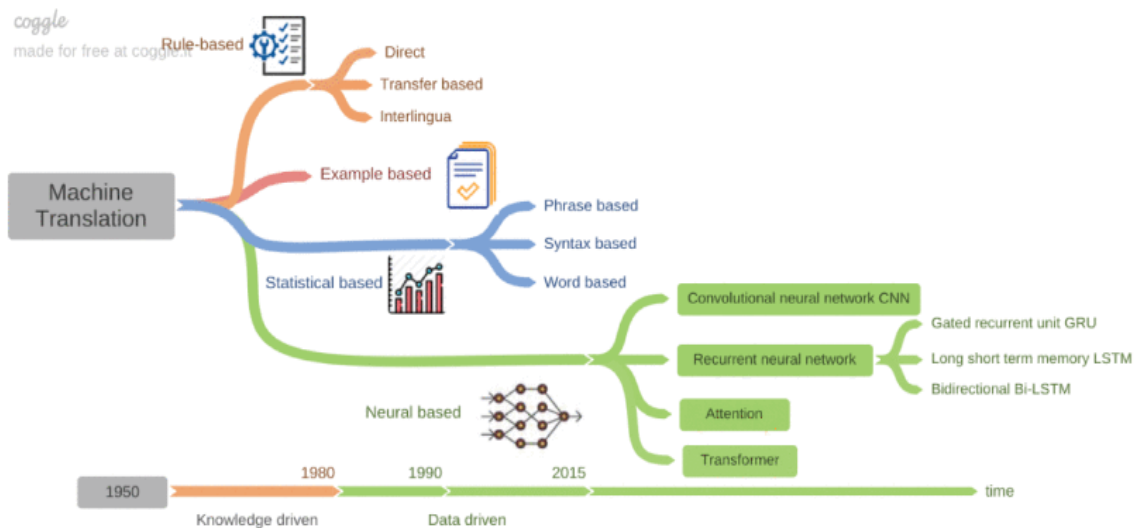 coggle
made for free at coggle.it
Rule-based
Direct
Transfer based
Interlingua
Example based
Machine
Translation
Phrase based
Syntax based
Word based
Statistical based
Convolutional neural network CNN
Gated recurrent unit GRU
Recurrent neural network
Long short term memory LSTM
Bidirectional Bi-LSTM
Neural based
Attention
Transformer
1950
1980
1990
2015
time
Knowledge driven
Data driven